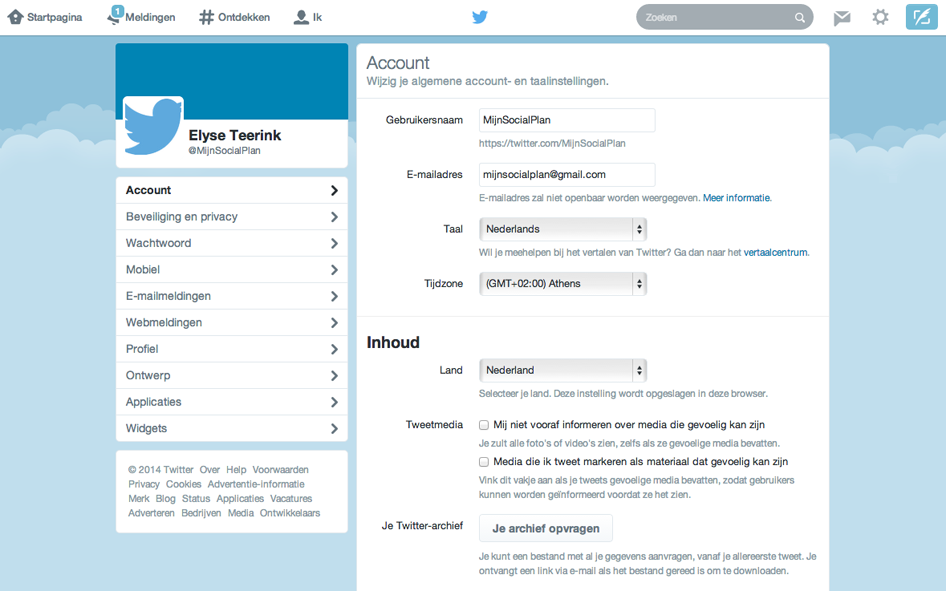 Startpagina 1 Meldingen Ontdekken Ik Zoeken
Elyse Teerink
@MijnSocialPlan
Account
Beveiliging en privacy
Wachtwoord
Mobiel
E-mailmeldingen
Webmeldingen
Profiel
Ontwerp
Applicaties
Widgets
© 2014 Twitter Over Help Voorwaarden
Privacy Cookies Advertentie-informatie
Merk Blog Status Applicaties Vacatures
Adverteren Bedrijven Media Ontwikkelaars
Account
Wijzig je algemene account- en taalinstellingen.
Gebruikersnaam MijnSocialPlan
https://twitter.com/MijnSocialPlan
E-mailadres mijnsocialplan@gmail.com
E-mailadres zal niet openbaar worden weergegeven. Meer informatie.
Taal Nederlands
Wil je meehelpen bij het vertalen van Twitter? Ga dan naar het vertaalcentrum.
Tijdzone (GMT+02:00) Athens
Inhoud
Land Nederland
Selecteer je land. Deze instelling wordt opgeslagen in deze browser.
Tweetmedia Mij niet vooraf informeren over media die gevoelig kan zijn
Je zult alle foto's of video's zien, zelfs als ze gevoelige media bevatten.
Media die ik tweet markeren als materiaal dat gevoelig kan zijn
Vink dit vakje aan als je tweets gevoelige media bevatten, zodat gebruikers
kunnen worden geïnformeerd voordat ze het zien.
Je Twitter-archief Je archief opvragen
Je kunt een bestand met al je gegevens aanvragen, vanaf je allereerste tweet. Je
ontvangt een link via e-mail als het bestand gereed is om te downloaden.